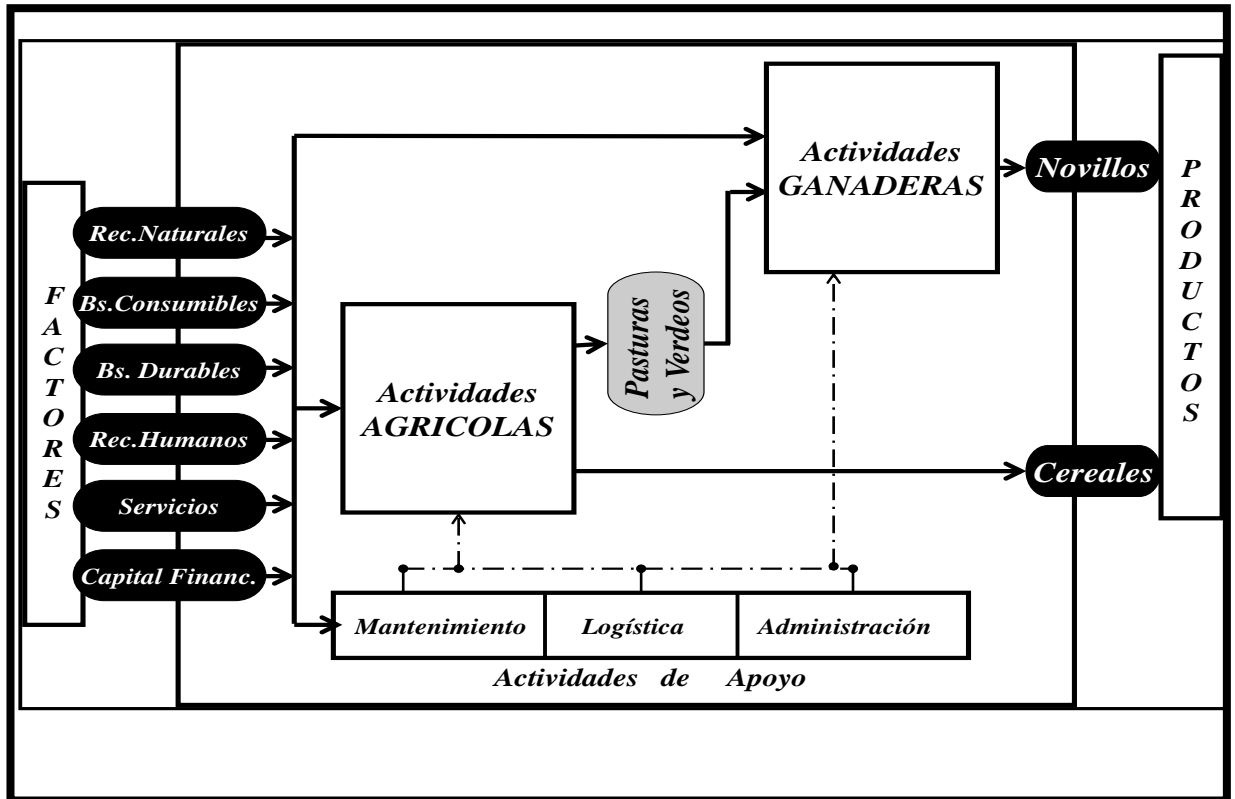 FACTORES
Rec.Naturales
Bs.Consumibles
Bs. Durables
Rec.Humanos
Servicios
Capital Financ.
Actividades
AGRICOLAS
Pasturas
y Verdeos
Actividades
GANADERAS
Novillos
Cereales
PRODUCTOS
Mantenimiento
Logística
Administración
Actividades de Apoyo